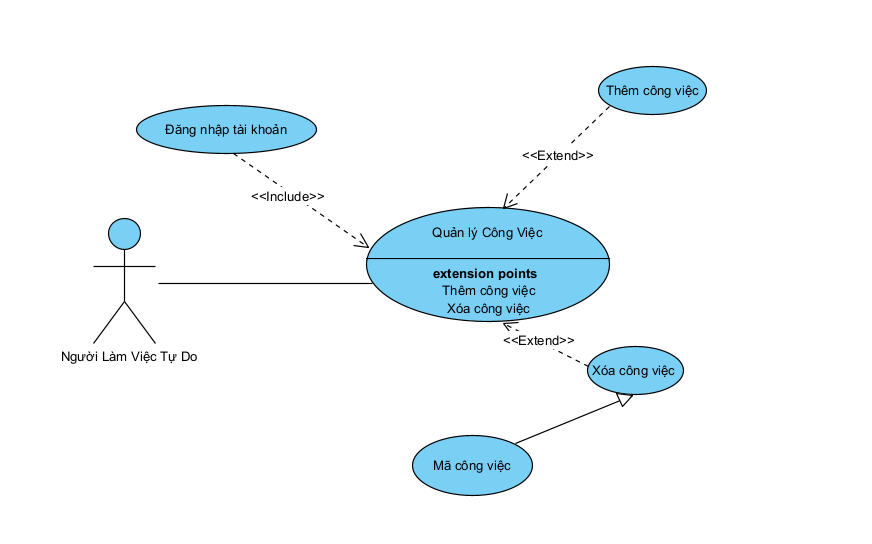 Thêm công việc
Đăng nhập tài khoản
<<Extend>>
<<Include>>
Quản lý Công Việc
extension points
Thêm công việc
Xóa công việc
<<Extend>>
Người Làm Việc Tự Do
Xóa công việc
Mã công việc